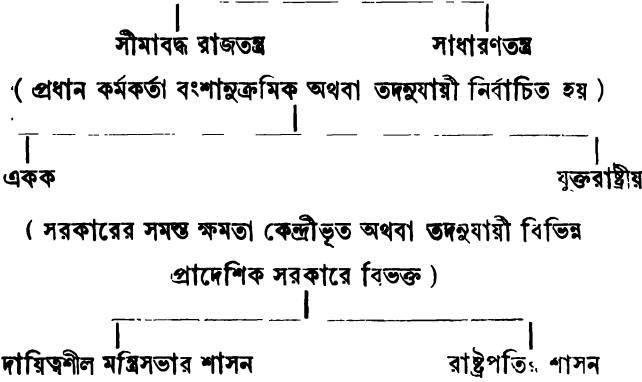 সীমাবদ্ধ রাজতন্ত্র সাধারণতন্ত্র
( প্রধান কর্মকর্তা বংশানুক্রমিক অথবা তদনুযায়ী নির্বাচিত হয় )
একক যুক্তরাষ্ট্রীয়
( সরকারের সমস্ত ক্ষমতা কেন্দ্রীভূত অথবা তদনুযায়ী বিভিন্ন
প্রাদেশিক সরকারে বিভক্ত )
দায়িত্বশীল মন্ত্রিসভার শাসন রাষ্ট্রপতির শাসন